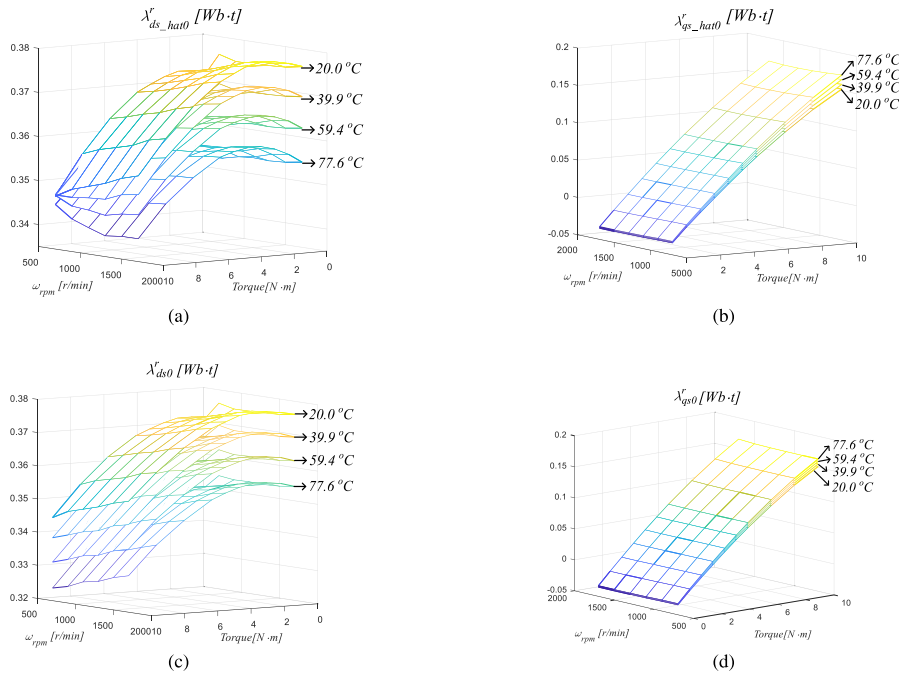 λ^r_ds_hat0 [Wb·t]
0.38
0.37
0.36
0.35
0.34
500
1000
1500
200010
8
6
4
2
0
ω_rpm [r/min]
Torque[N ·m]
20.0 °C
39.9 °C
59.4 °C
77.6 °C
(a)
λ^r_qs_hat0 [Wb·t]
0.2
0.15
0.1
0.05
0
-0.05
2000
1500
1000
5000
2
4
6
8
10
ω_rpm [r/min]
Torque[N ·m]
77.6 °C
59.4 °C
39.9 °C
20.0 °C
(b)
λ^r_ds0 [Wb·t]
0.38
0.37
0.36
0.35
0.34
0.33
0.32
500
1000
1500
200010
8
6
4
2
0
ω_rpm [r/min]
Torque[N ·m]
20.0 °C
39.9 °C
59.4 °C
77.6 °C
(c)
λ^r_qs0 [Wb·t]
0.2
0.15
0.1
0.05
0
-0.05
2000
1500
1000
500
0
2
4
6
8
10
ω_rpm [r/min]
Torque[N ·m]
77.6 °C
59.4 °C
39.9 °C
20.0 °C
(d)